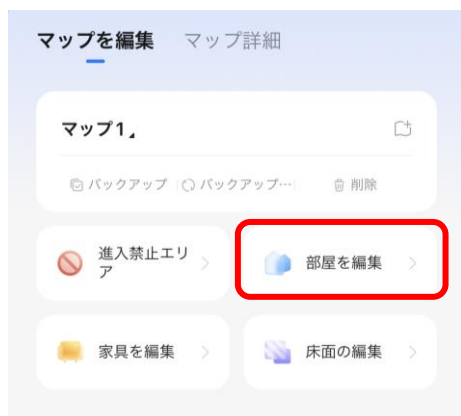 マップを編集 マップ詳細
マップ1
バックアップ バックアップ… 削除
進入禁止エリ
ア
部屋を編集
家具を編集 床面の編集